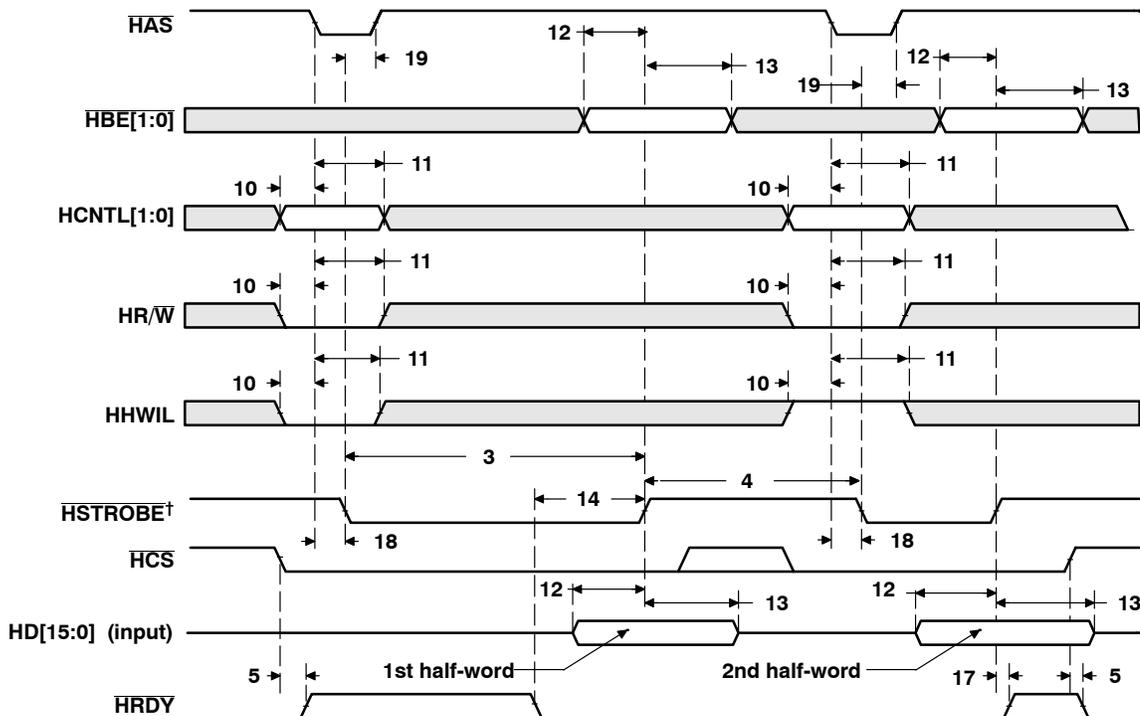 HAS
12
19
13
12
19
13
HBE[1:0]
11
11
10
10
HCNTL[1:0]
11
11
10
10
HR/W
11
11
10
10
HHWIL
3
4
14
HSTROBE†
18
18
HCS
12
13
12
13
HD[15:0] (input)
1st half-word
2nd half-word
5
17
5
HRDY